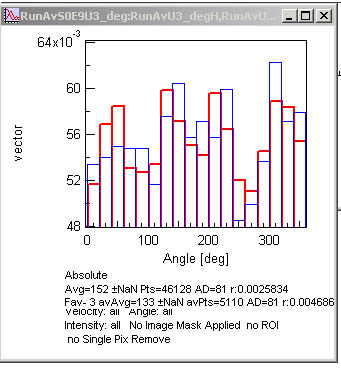 RunAvS0E9U3_deg:RunAvU3_degH,RunAvU...
64x10-3
60
56
52
48
vector
0
100
200
300
Angle [deg]
Absolute
Avg=152 ±NaN Pts=46128 AD=81 r:0.0025834
Fav- 3 avAvg=133 ±NaN avPts=5110 AD=81 r:0.004686
Velocity: all Angle: all
Intensity: all No Image Mask Applied no ROI
no Single Pix Remove